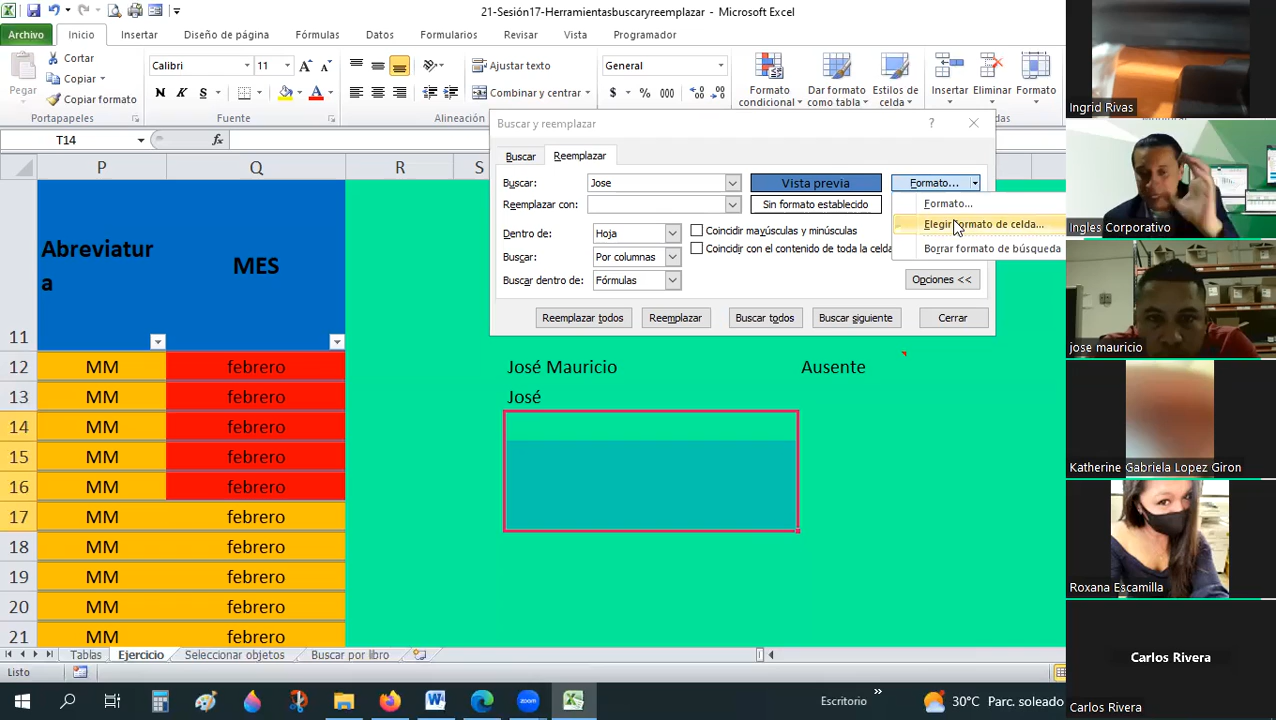 21-Sesión17-Herramientasbuscaryreemplazar - Microsoft Excel
Archivo Inicio Insertar Diseño de página Fórmulas Datos Formularios Revisar Vista Programador
Pegar
Cortar
Copiar
Copiar formato
Portapapeles
Calibri 11
N K S
Fuente
Ajustar texto
Combinar y centrar
Alineación
General
$ % 000
Formato condicional
Dar formato como tabla
Estilos de celda
Insertar
Eliminar
Formato
T14
fx
P Q R S
Buscar y reemplazar
?
Buscar Reemplazar
Buscar: Jose Vista previa Formato...
Reemplazar con: Sin formato establecido
Formato...
Elegir formato de celda...
Borrar formato de búsqueda
Dentro de: Hoja Coincidir mayúsculas y minúsculas
Buscar: Por columnas Coincidir con el contenido de toda la celda
Buscar dentro de: Fórmulas Opciones <<
Reemplazar todos Reemplazar Buscar todos Buscar siguiente Cerrar
11 Abreviatur
a
MES
12 MM febrero José Mauricio Ausente
13 MM febrero José
14 MM febrero
15 MM febrero
16 MM febrero
17 MM febrero
18 MM febrero
19 MM febrero
20 MM febrero
21 MM febrero
Tablas Ejercicio Seleccionar objetos Buscar por libro
Listo
W zoom Escritorio » 30°C Parc. soleado
Ingrid Rivas
Ingles Corporativo
jose mauricio
Katherine Gabriela Lopez Giron
Roxana Escamilla
Carlos Rivera
Carlos Rivera